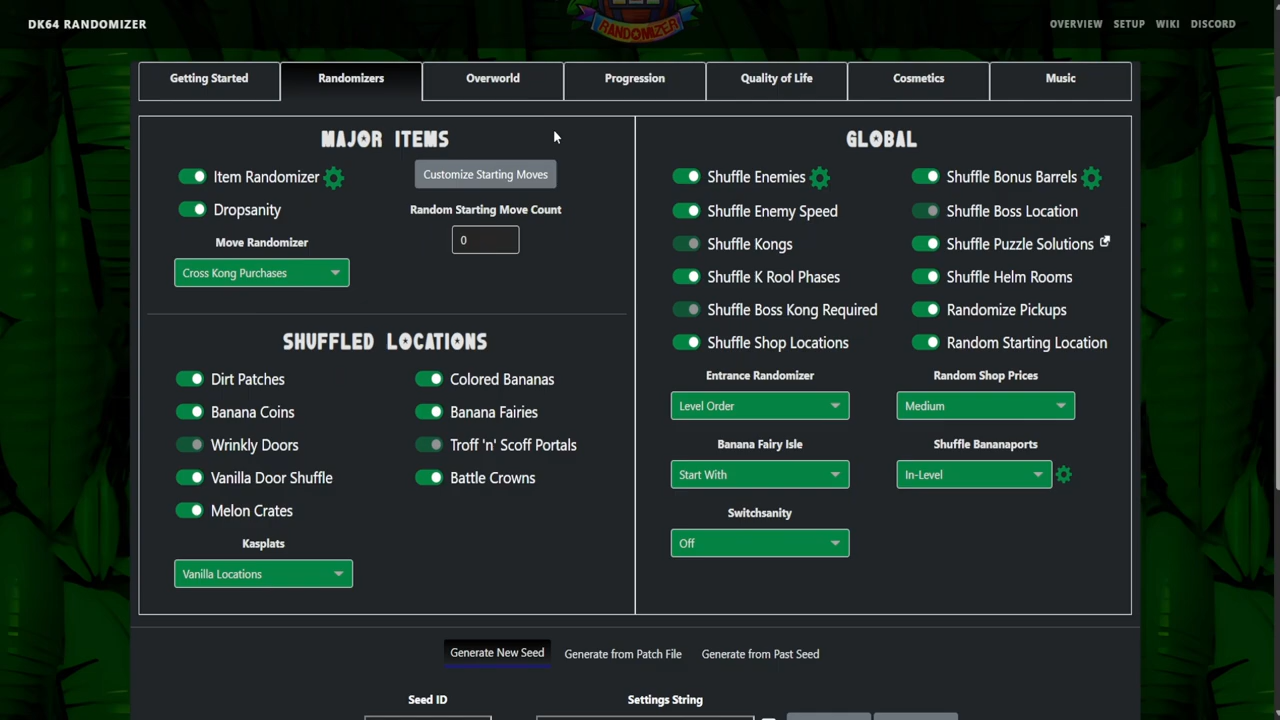 DK64 RANDOMIZER
OVERVIEW SETUP WIKI DISCORD
RANDOMIZER
Getting Started
Randomizers
Overworld
Progression
Quality of Life
Cosmetics
Music
MAJOR ITEMS
Item Randomizer
Customize Starting Moves
Dropsanity
Random Starting Move Count
0
Move Randomizer
Cross Kong Purchases
SHUFFLED LOCATIONS
Dirt Patches
Colored Bananas
Banana Coins
Banana Fairies
Wrinkly Doors
Troff 'n' Scoff Portals
Vanilla Door Shuffle
Battle Crowns
Melon Crates
Kasplats
Vanilla Locations
GLOBAL
Shuffle Enemies
Shuffle Bonus Barrels
Shuffle Enemy Speed
Shuffle Boss Location
Shuffle Kongs
Shuffle Puzzle Solutions
Shuffle K Rool Phases
Shuffle Helm Rooms
Shuffle Boss Kong Required
Randomize Pickups
Shuffle Shop Locations
Random Starting Location
Entrance Randomizer
Random Shop Prices
Level Order
Medium
Banana Fairy Isle
Shuffle Bananaports
Start With
In-Level
Switchsanity
Off
Generate New Seed
Generate from Patch File
Generate from Past Seed
Seed ID
Settings String